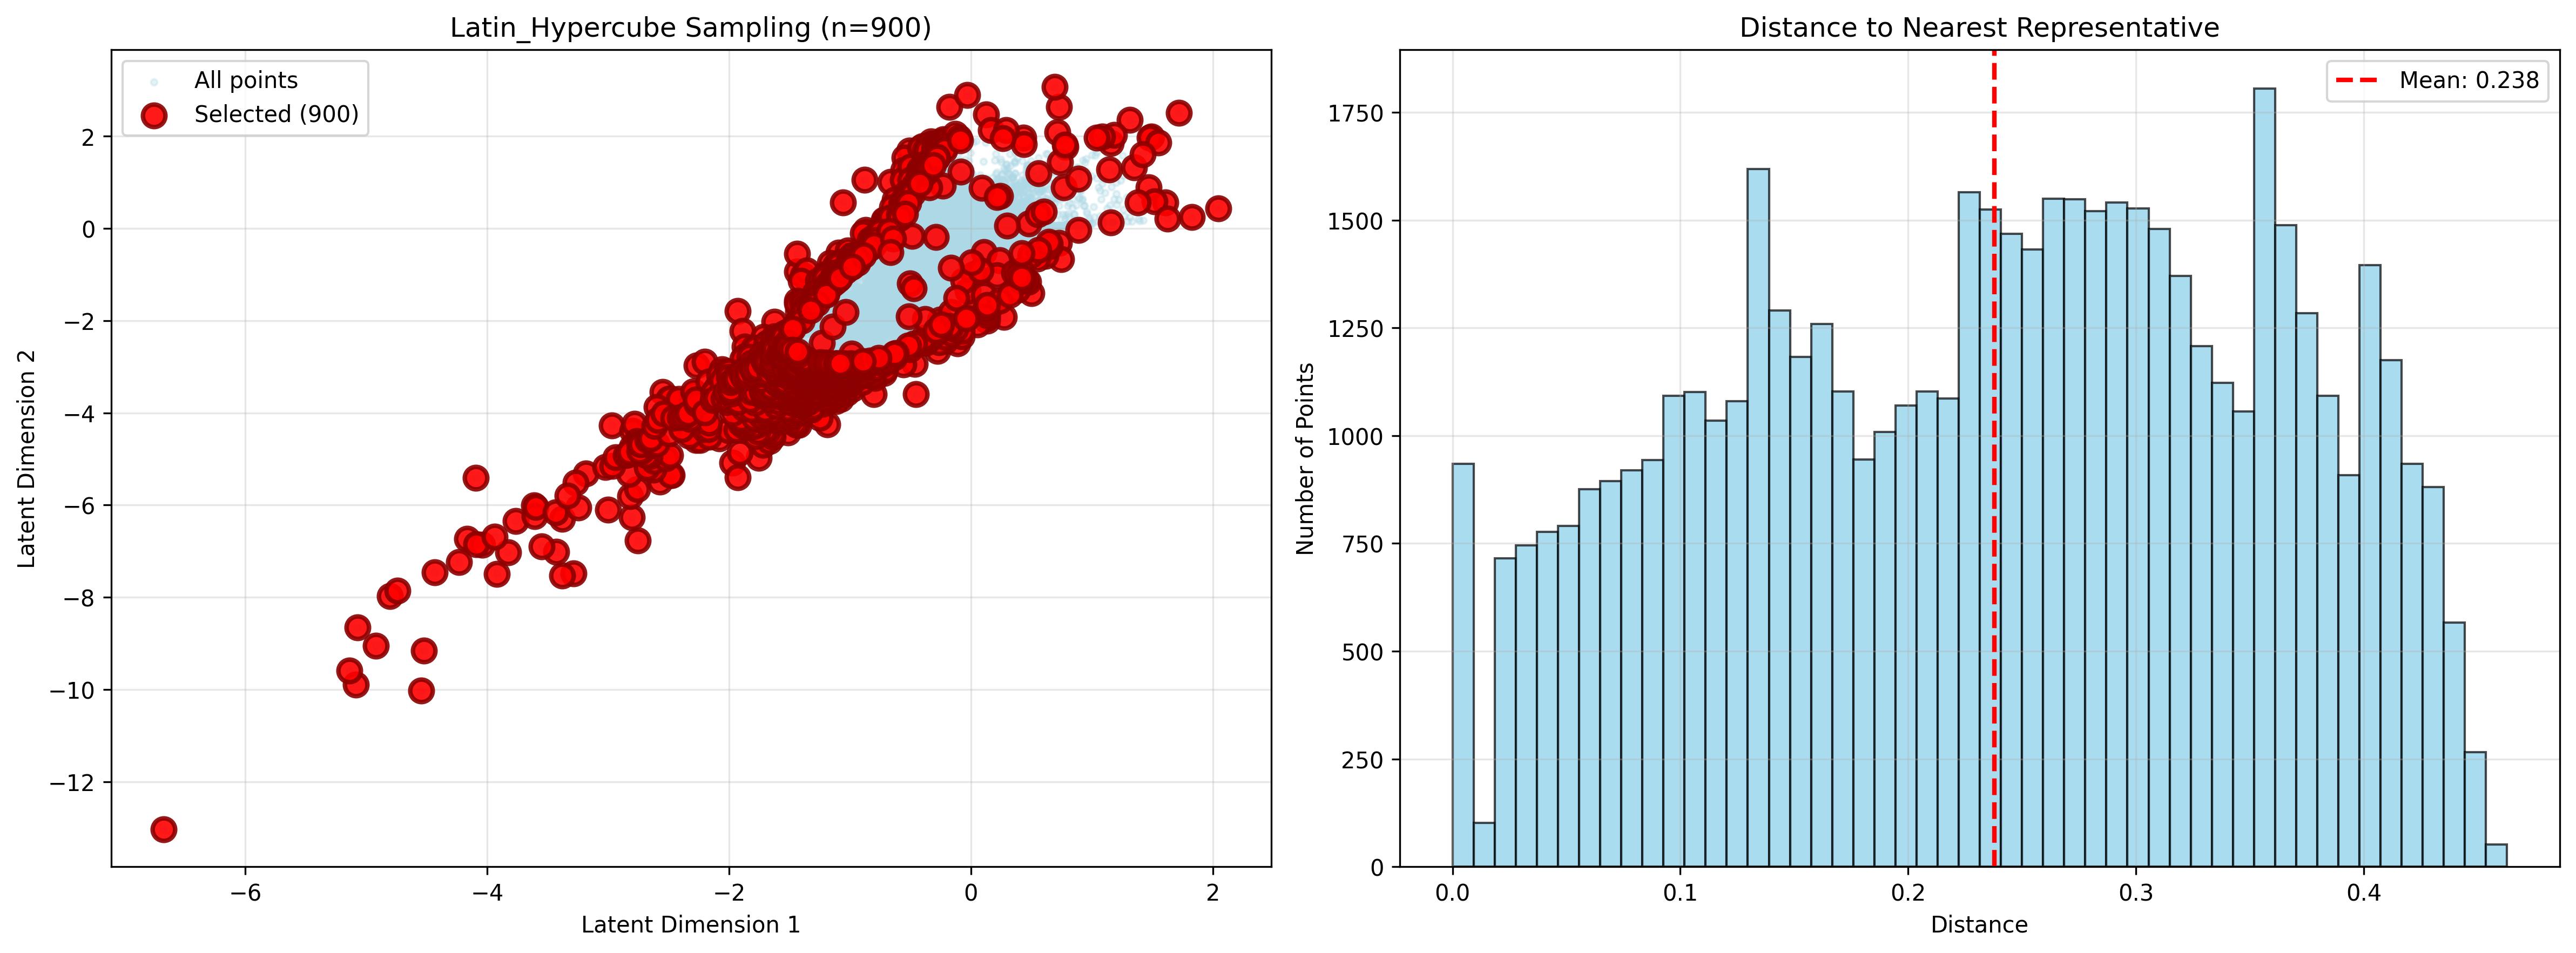 Latin_Hypercube Sampling (n=900)
All points
Selected (900)
2
0
−2
−4
−6
−8
−10
−12
Latent Dimension 2
−6
−4
−2
0
2
Latent Dimension 1
Distance to Nearest Representative
Mean: 0.238
1750
1500
1250
1000
750
500
250
0
Number of Points
0.0
0.1
0.2
0.3
0.4
Distance